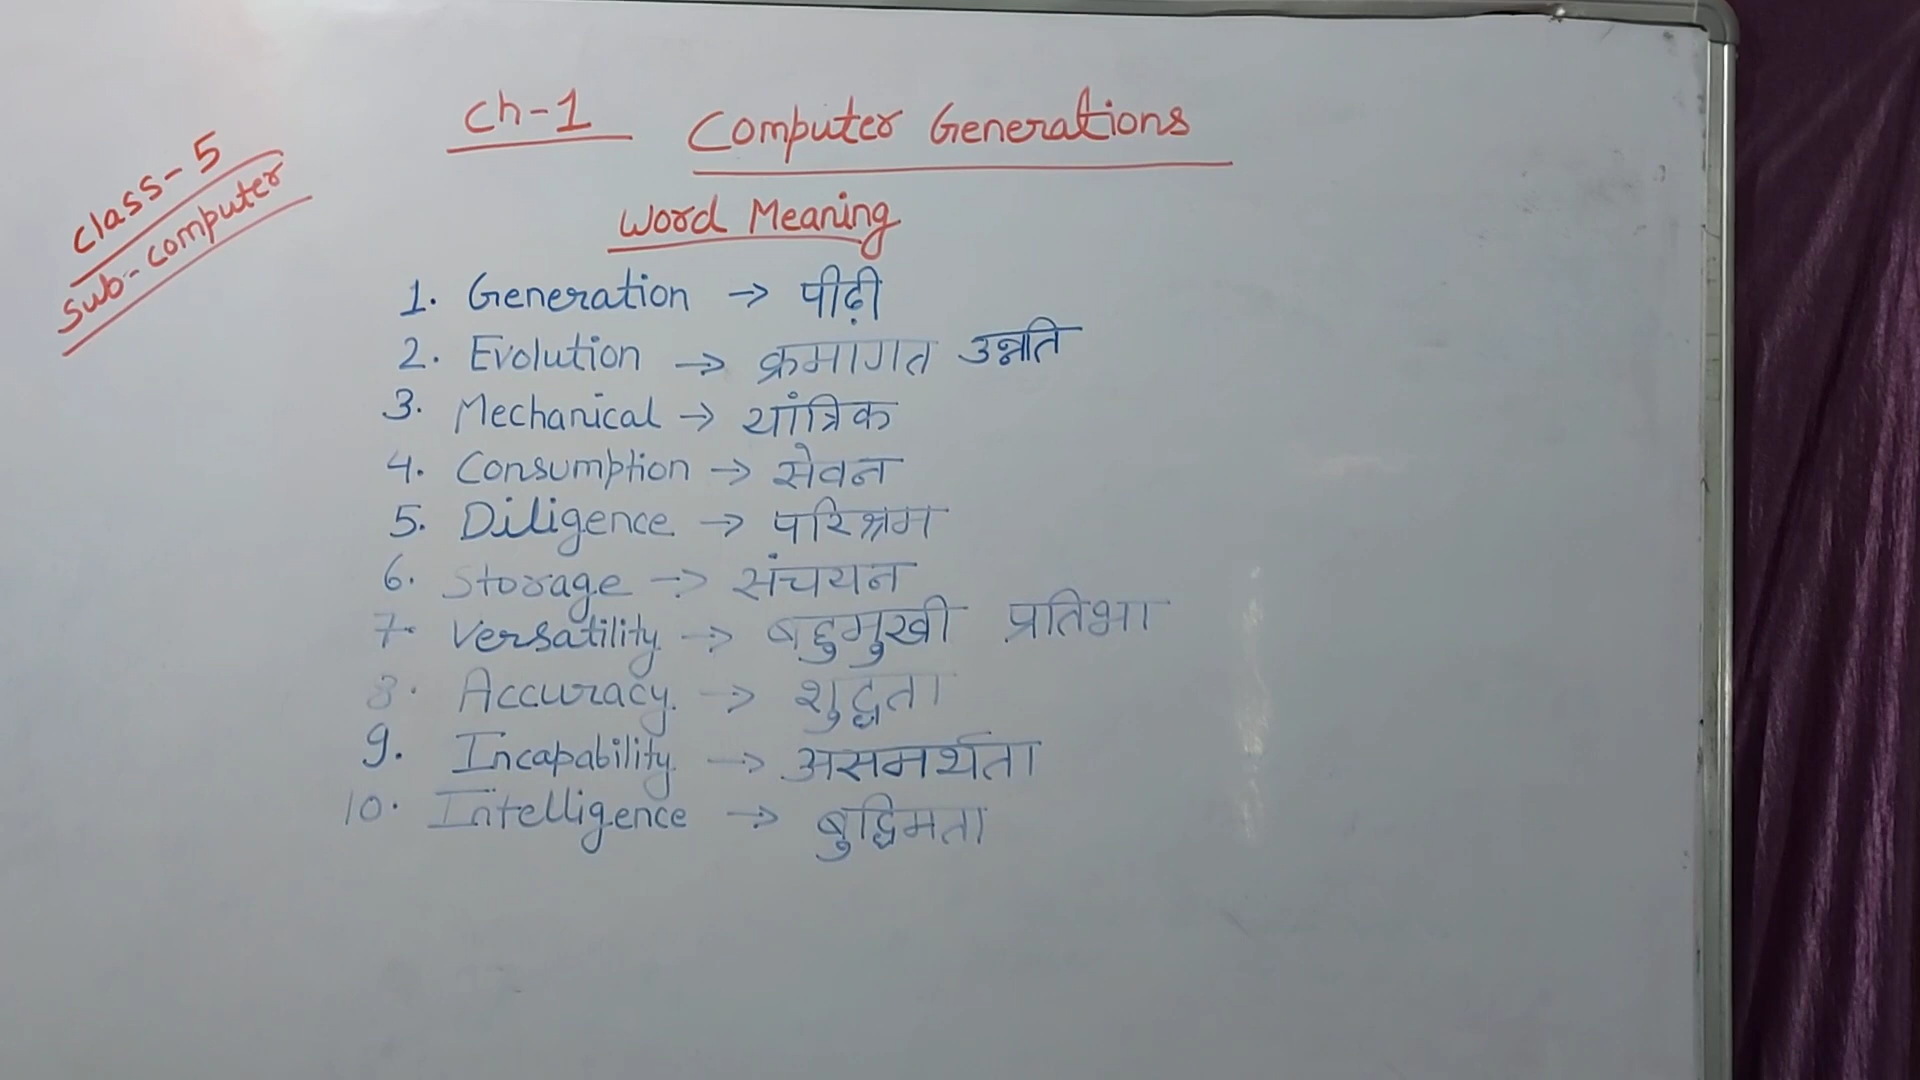 Class-5
Sub-Computer
Ch-1 Computer Generations
Word Meaning
1. Generation → पीढ़ी
2. Evolution → क्रमागत उन्नति
3. Mechanical → यांत्रिक
4. Consumption → सेवन
5. Diligence → परिश्रम
6. Storage → संचयन
7. Versatility → बहुमुखी प्रतिभा
8. Accuracy. → शुद्धता
9. Incapability → असमर्थता
10. Intelligence → बुद्धिमता